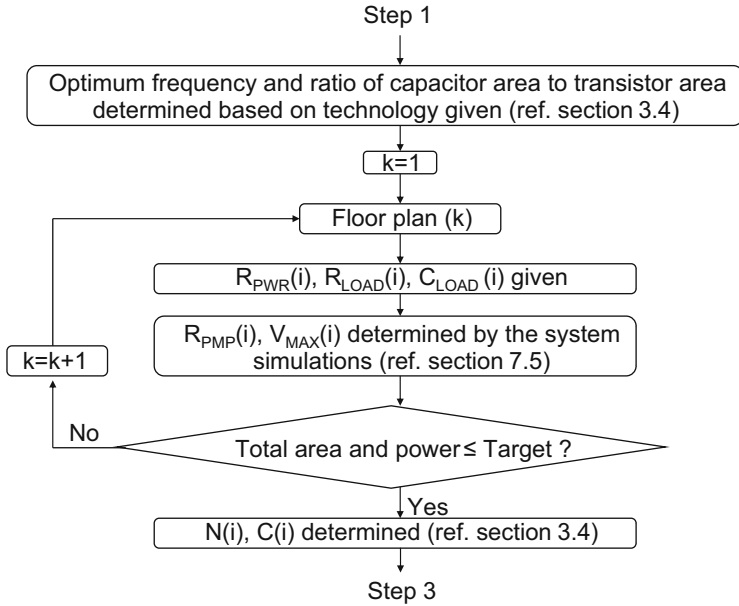 Step 1
Optimum frequency and ratio of capacitor area to transistor area
determined based on technology given (ref. section 3.4)
k=1
Floor plan (k)
R_PWR(i), R_LOAD(i), C_LOAD (i) given
R_PMP(i), V_MAX(i) determined by the system
simulations (ref. section 7.5)
k=k+1
No
Total area and power≤ Target ?
Yes
N(i), C(i) determined (ref. section 3.4)
Step 3